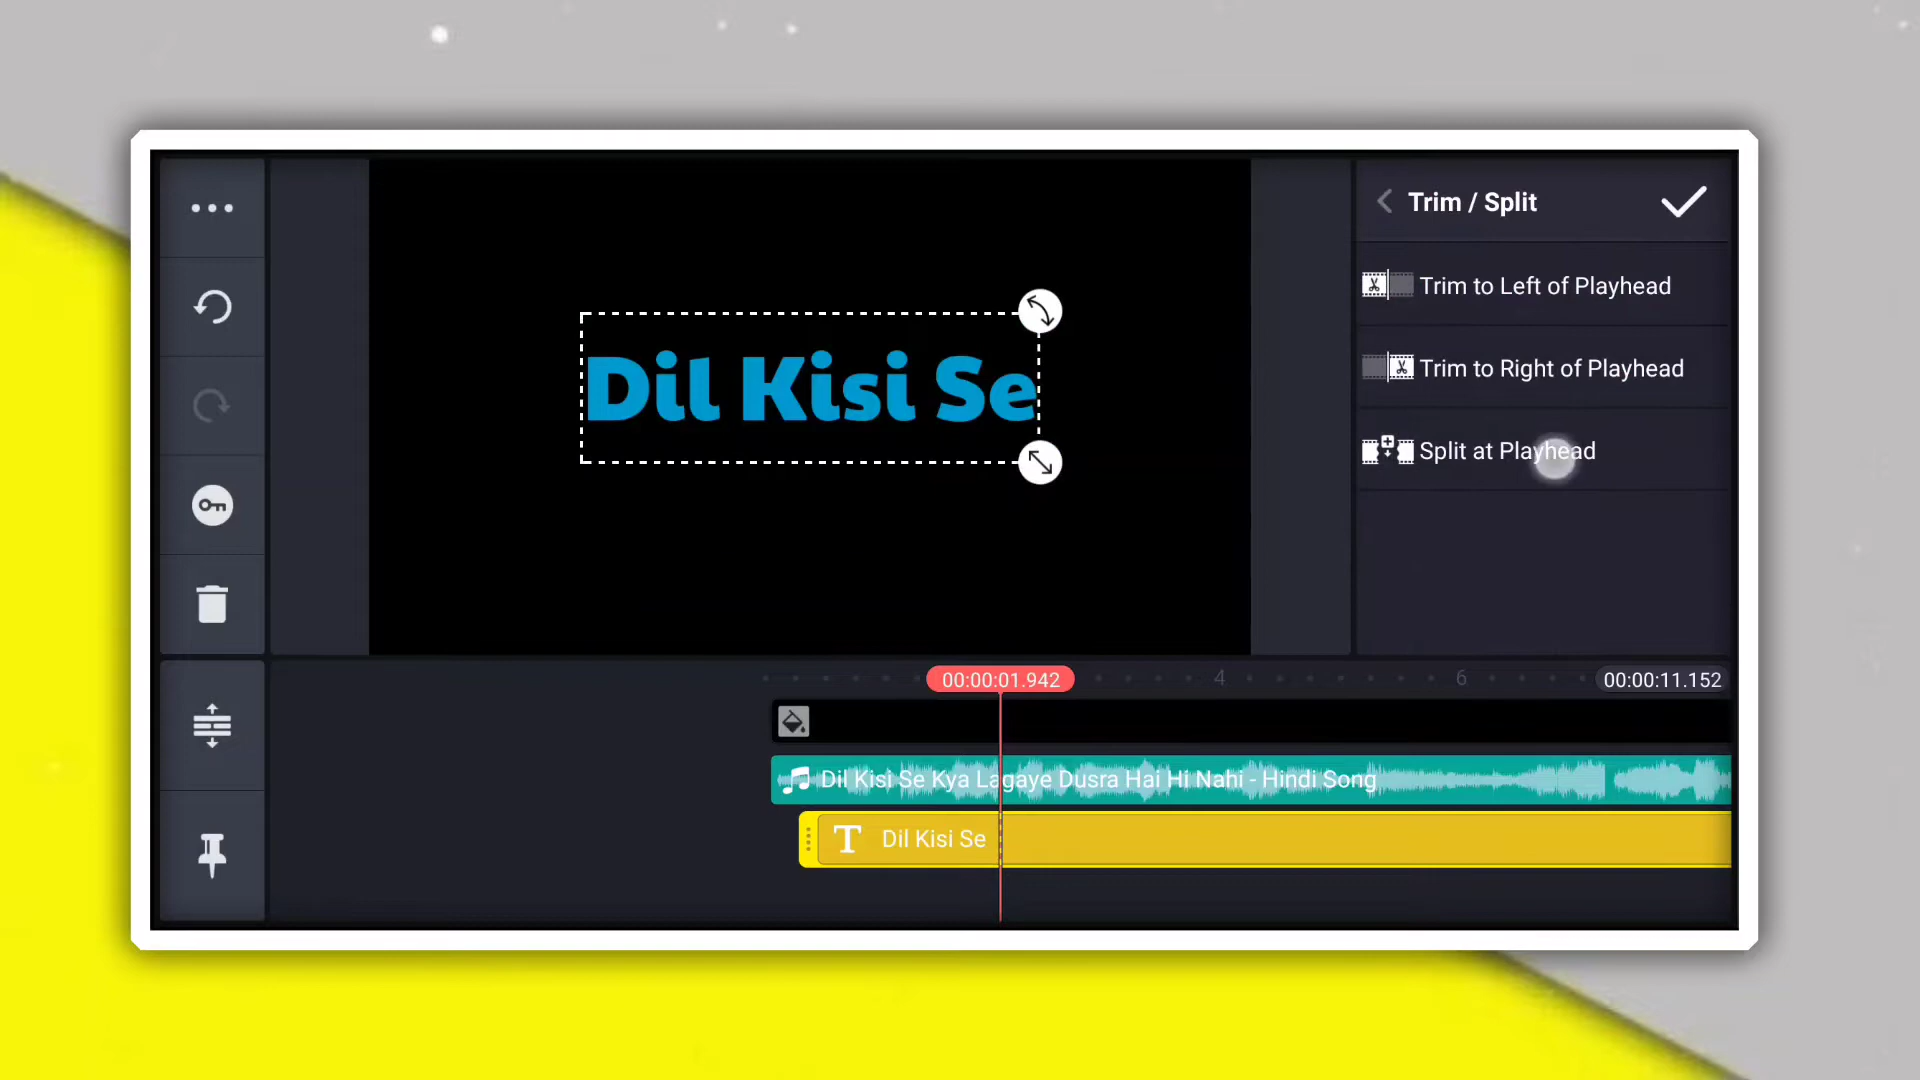 Trim / Split
Trim to Left of Playhead
Trim to Right of Playhead
Split at Playhead
Dil Kisi Se
00:00:01.942
4
6
00:00:11.152
Dil Kisi Se Kya Lagaye Dusra Hai Hi Nahi - Hindi Song
T Dil Kisi Se